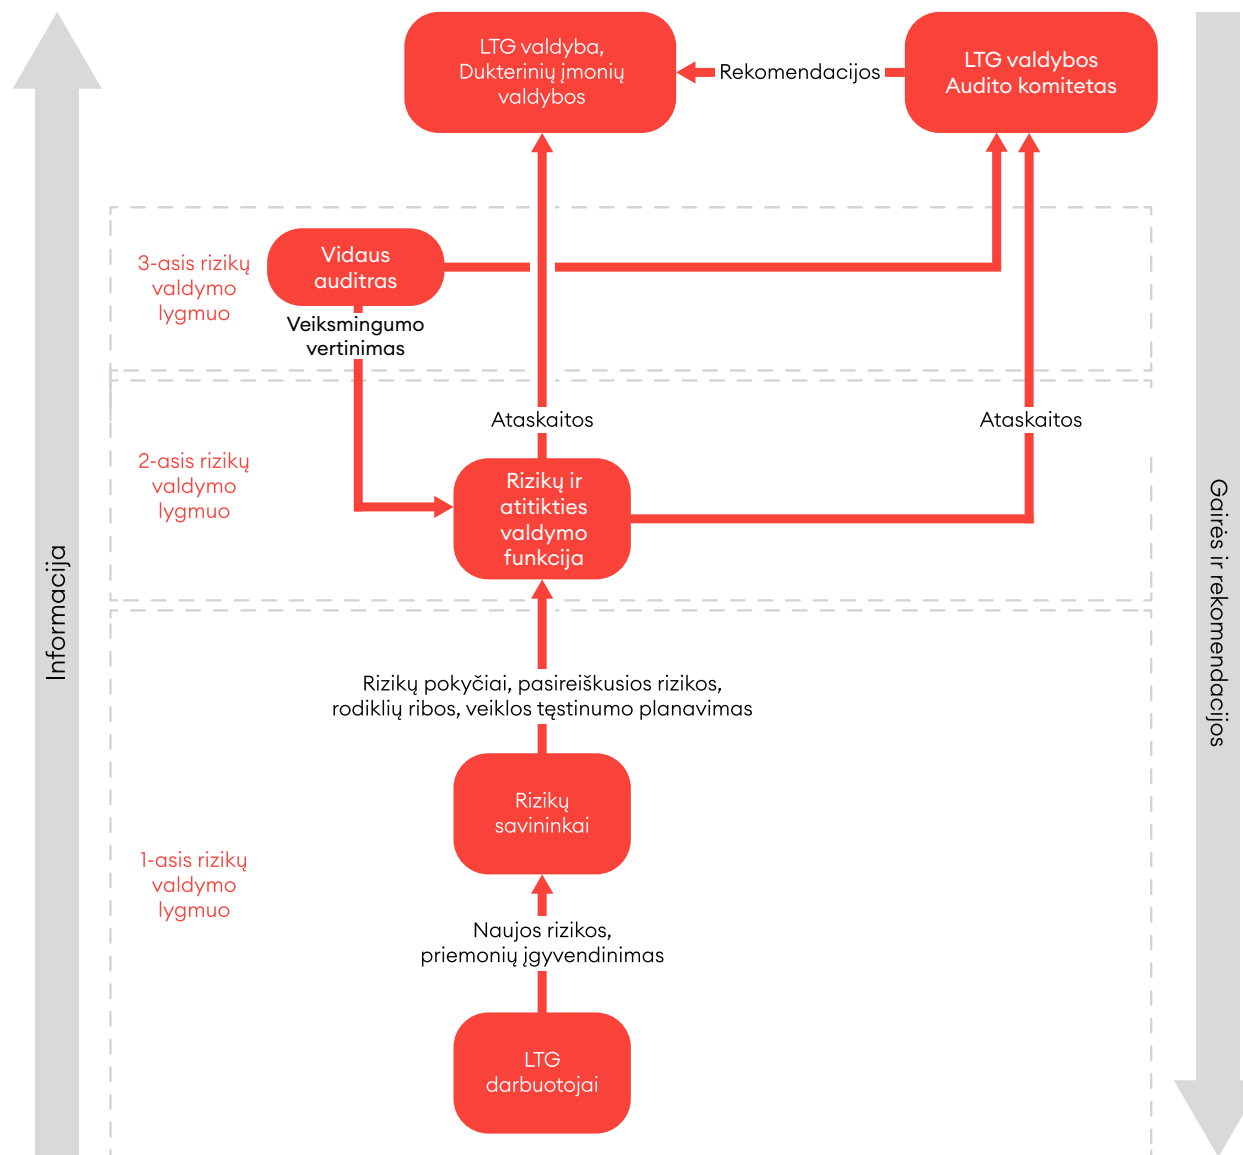 LTG valdyba,
Dukterinių įmonių
valdybos
Rekomendacijos
LTG valdybos
Audito komitetas
3-asis rizikų
valdymo
lygmuo
Vidaus
auditras
Veiksmingumo
vertinimas
Ataskaitos
Ataskaitos
2-asis rizikų
valdymo
lygmuo
Rizikų ir
atitikties
valdymo
funkcija
Informacija
Gairės ir rekomendacijos
Rizikų pokyčiai, pasireiškusios rizikos,
rodiklių ribos, veiklos tęstinumo planavimas
Rizikų
savininkai
1-asis rizikų
valdymo
lygmuo
Naujos rizikos,
priemonių įgyvendinimas
LTG
darbuotojai